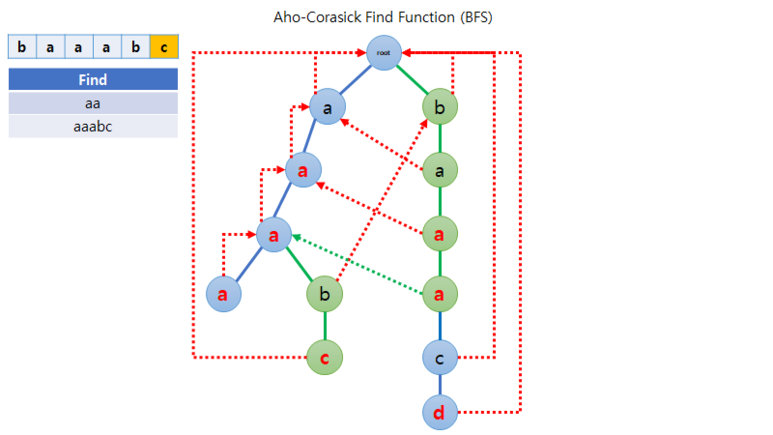 Aho-Corasick Find Function (BFS)
b a a a b c
Find
aa
aaabc
root
a b
a a
a a
a b a
c c
d